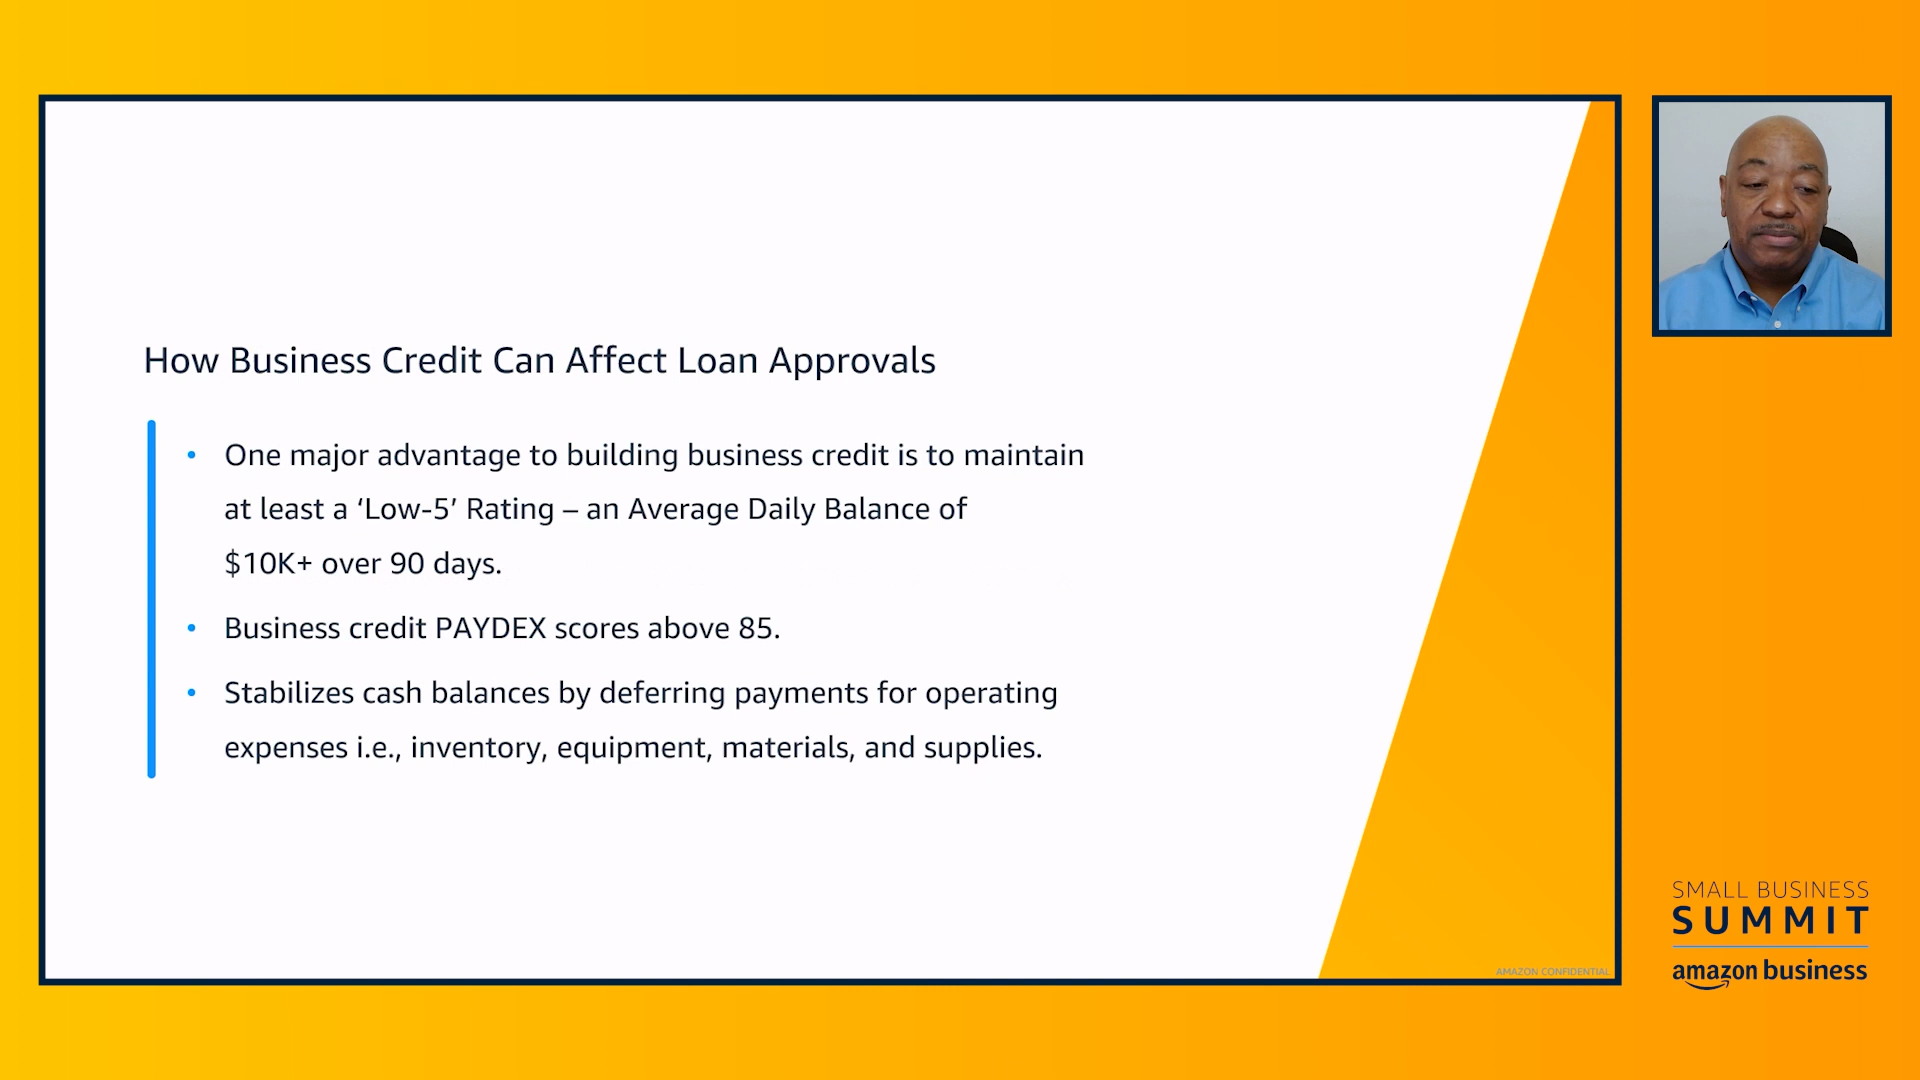 How Business Credit Can Affect Loan Approvals
• One major advantage to building business credit is to maintain
at least a ‘Low-5’ Rating – an Average Daily Balance of
$10K+ over 90 days.
• Business credit PAYDEX scores above 85.
• Stabilizes cash balances by deferring payments for operating
expenses i.e., inventory, equipment, materials, and supplies.
AMAZON CONFIDENTIAL
SMALL BUSINESS
SUMMIT
amazon business